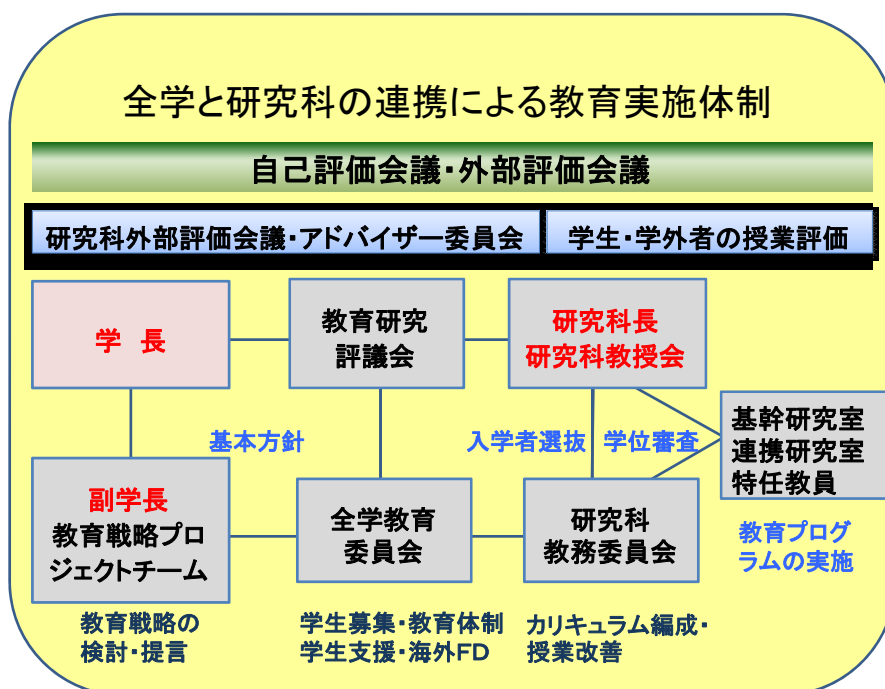 全学と研究科の連携による教育実施体制
自己評価会議・外部評価会議
研究科外部評価会議・アドバイザー委員会
学生・学外者の授業評価
学 長
教育研究
評議会
研究科長
研究科教授会
基幹研究室
連携研究室
特任教員
基本方針
入学者選抜
学位審査
副学長
教育戦略プロ
ジェクトチーム
全学教育
委員会
研究科
教務委員会
教育プログ
ラムの実施
教育戦略の
検討・提言
学生募集・教育体制
学生支援・海外FD
カリキュラム編成・
授業改善